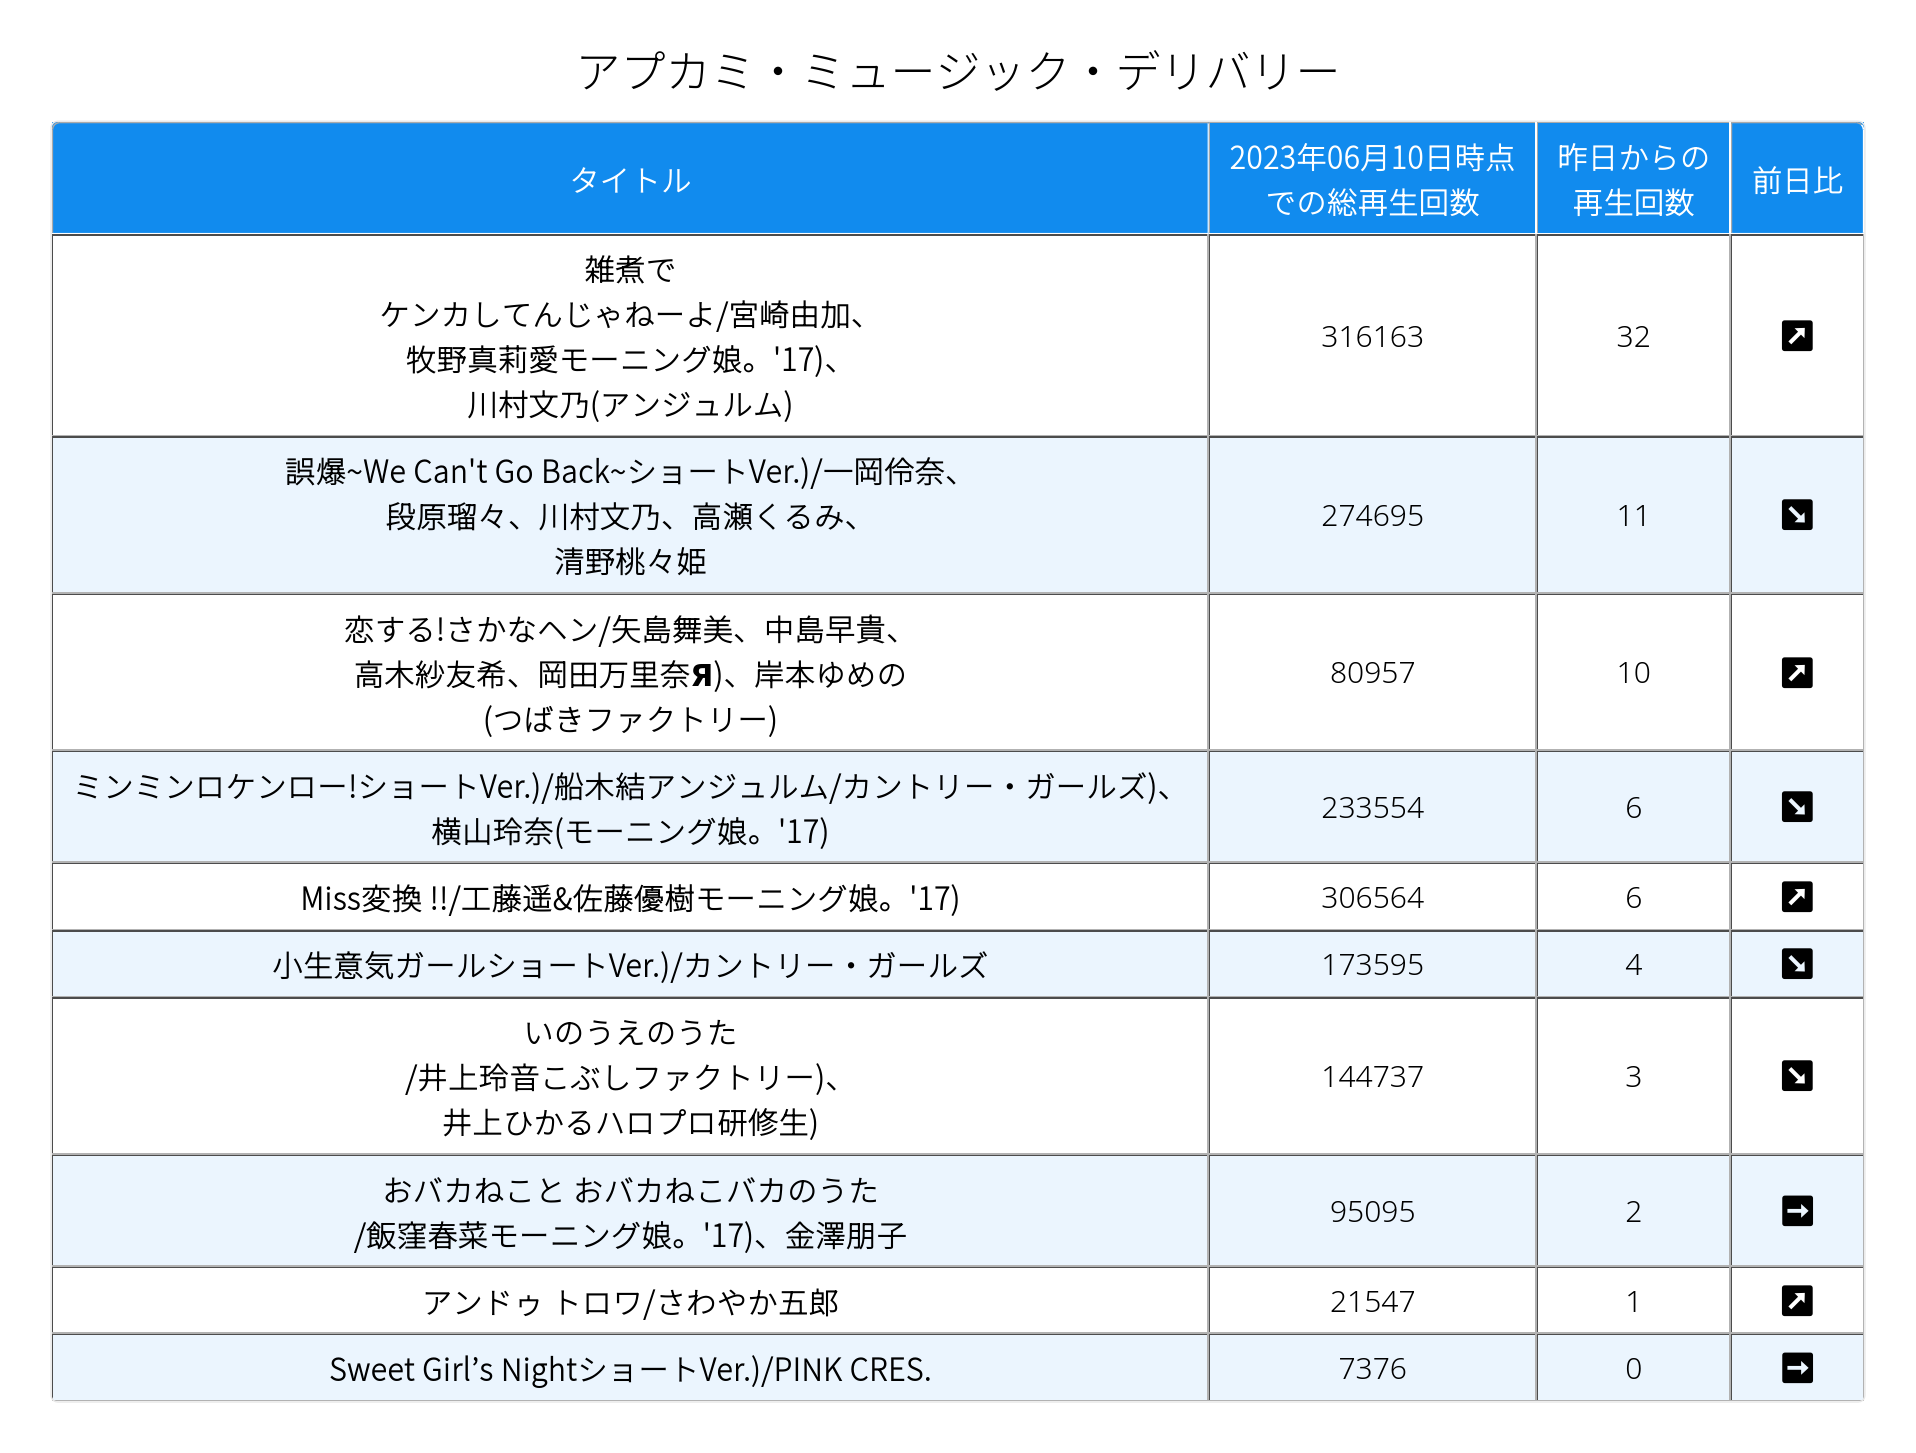 アプカミ・ミュージック・デリバリー
タイトル
2023年06月10日時点
での総再生回数
昨日からの
再生回数
前日比
雑煮で
ケンカしてんじゃねーよ/宮崎由加、
牧野真莉愛モーニング娘。'17)、
川村文乃(アンジュルム)
316163
32
誤爆~We Can't Go Back~ショートVer.)/一岡伶奈、
段原瑠々、川村文乃、高瀬くるみ、
清野桃々姫
274695
11
恋する!さかなヘン/矢島舞美、中島早貴、
高木紗友希、岡田万里奈Я)、岸本ゆめの
(つばきファクトリー)
80957
10
ミンミンロケンロー!ショートVer.)/船木結アンジュルム/カントリー・ガールズ)、
横山玲奈(モーニング娘。'17)
233554
6
Miss変換 !!/工藤遥&佐藤優樹モーニング娘。'17)
306564
6
小生意気ガールショートVer.)/カントリー・ガールズ
173595
4
いのうえのうた
/井上玲音こぶしファクトリー)、
井上ひかるハロプロ研修生)
144737
3
おバカねこと おバカねこバカのうた
/飯窪春菜モーニング娘。'17)、金澤朋子
95095
2
アンドゥ トロワ/さわやか五郎
21547
1
Sweet Girl’s NightショートVer.)/PINK CRES.
7376
0